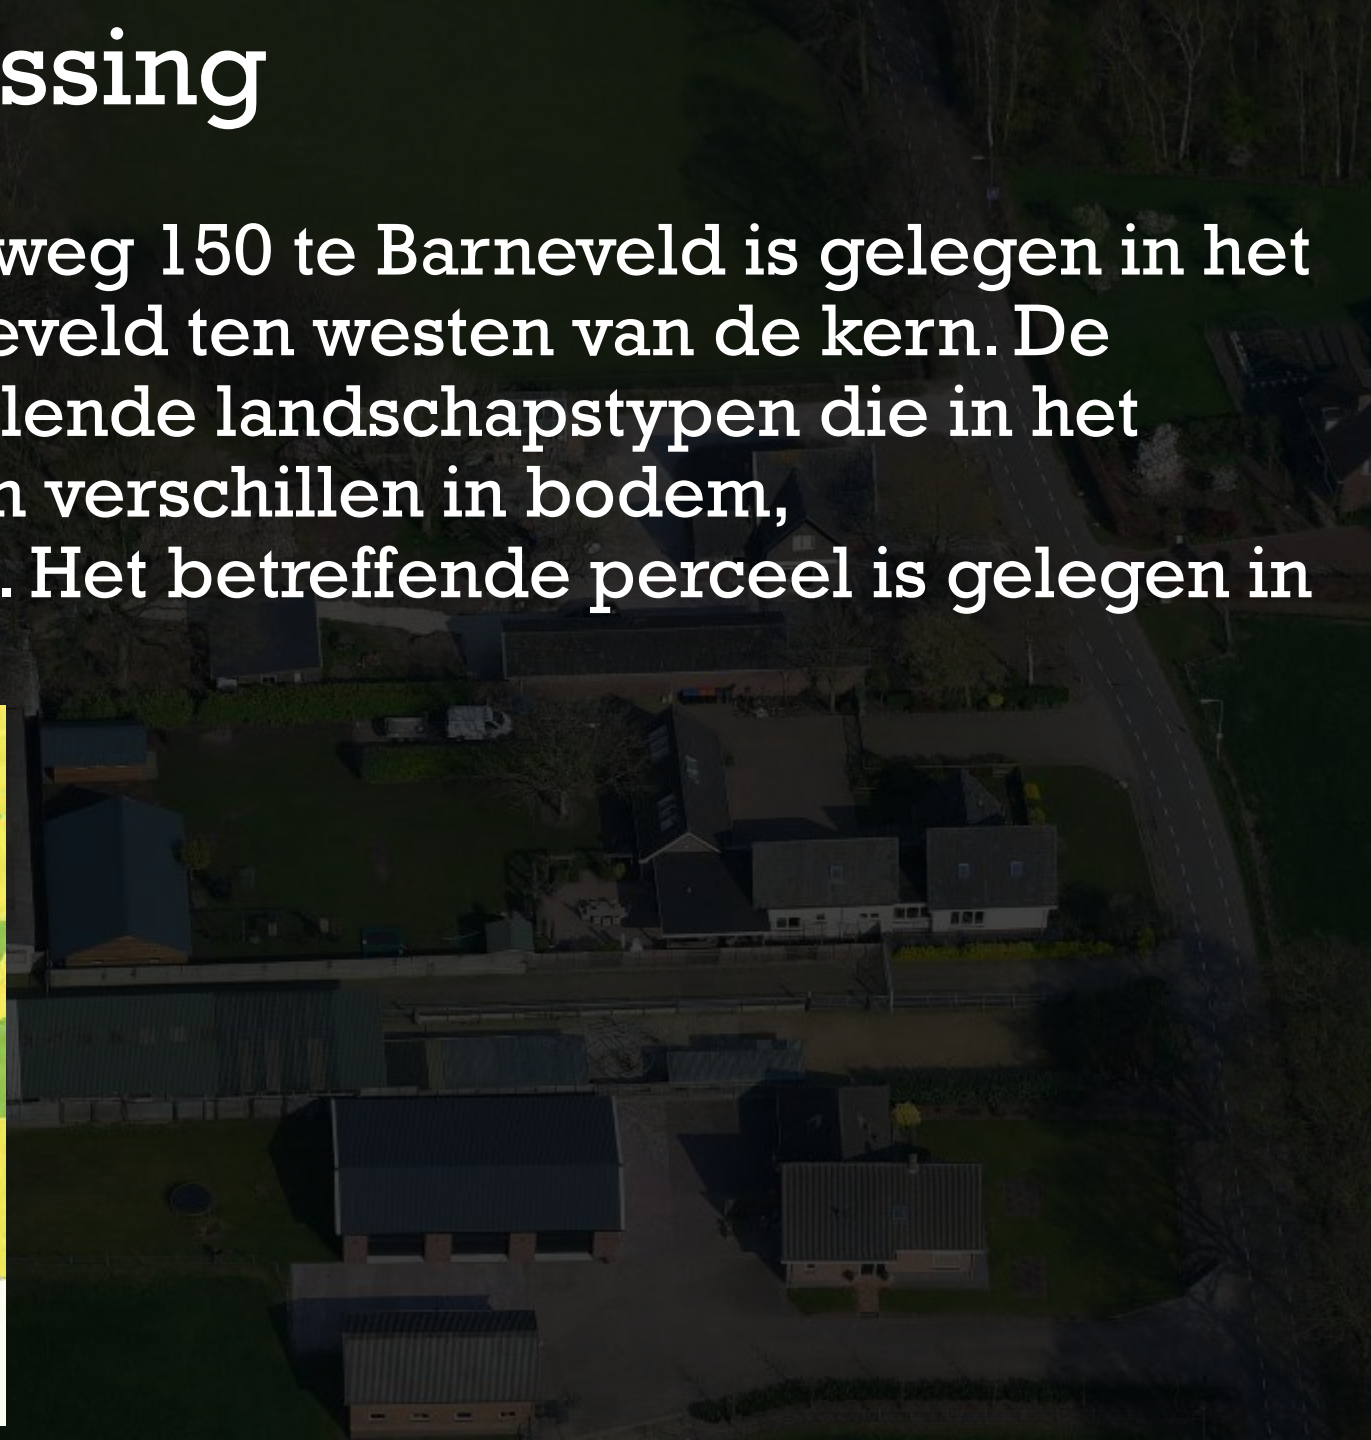 ssing
weg 150 te Barneveld is gelegen in het
eveld ten westen van de kern. De
lende landschapstypen die in het
n verschillen in bodem,
. Het betreffende perceel is gelegen in